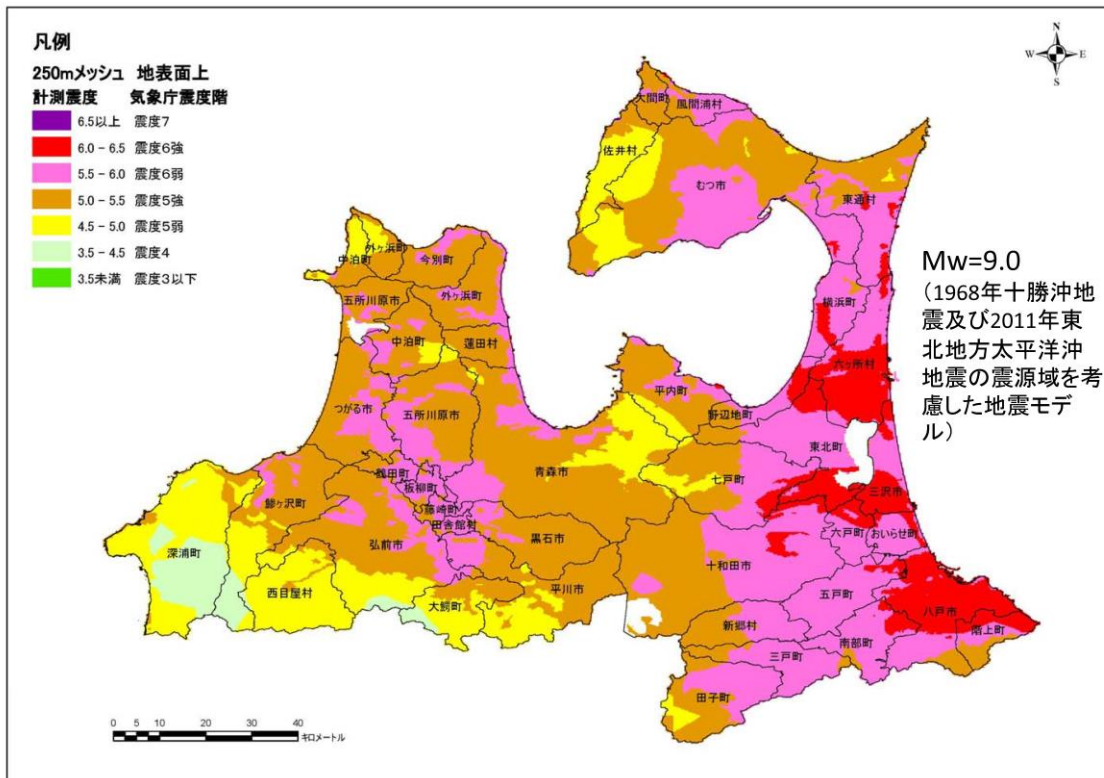 凡例
250mメッシュ 地表面上
計測震度 気象庁震度階
6.5以上 震度7
6.0 - 6.5 震度6強
5.5 - 6.0 震度6弱
5.0 - 5.5 震度5強
4.5 - 5.0 震度5弱
3.5 - 4.5 震度4
3.5未満 震度3以下
N
W
E
S
大間町
風間浦村
佐井村
むつ市
東通村
外ヶ浜町
中泊町
今別町
外ヶ浜町
五所川原市
中泊町
蓬田村
横浜町
六ヶ所村
Mw=9.0
(1968年十勝沖地
震及び2011年東
北地方太平洋沖
地震の震源域を考
慮した地震モデ
ル)
平内町
野辺地町
つがる市
五所川原市
東北町
青森市
七戸町
鶴田町
板柳町
三沢市
鰺ヶ沢町
藤崎町
田舎館村
六戸町
おいらせ町
弘前市
黒石市
深浦町
十和田市
西目屋村
平川市
五戸町
大鰐町
八戸市
新郷村
階上町
南部町
三戸町
田子町
0 5 10 20 30 40
キロメートル